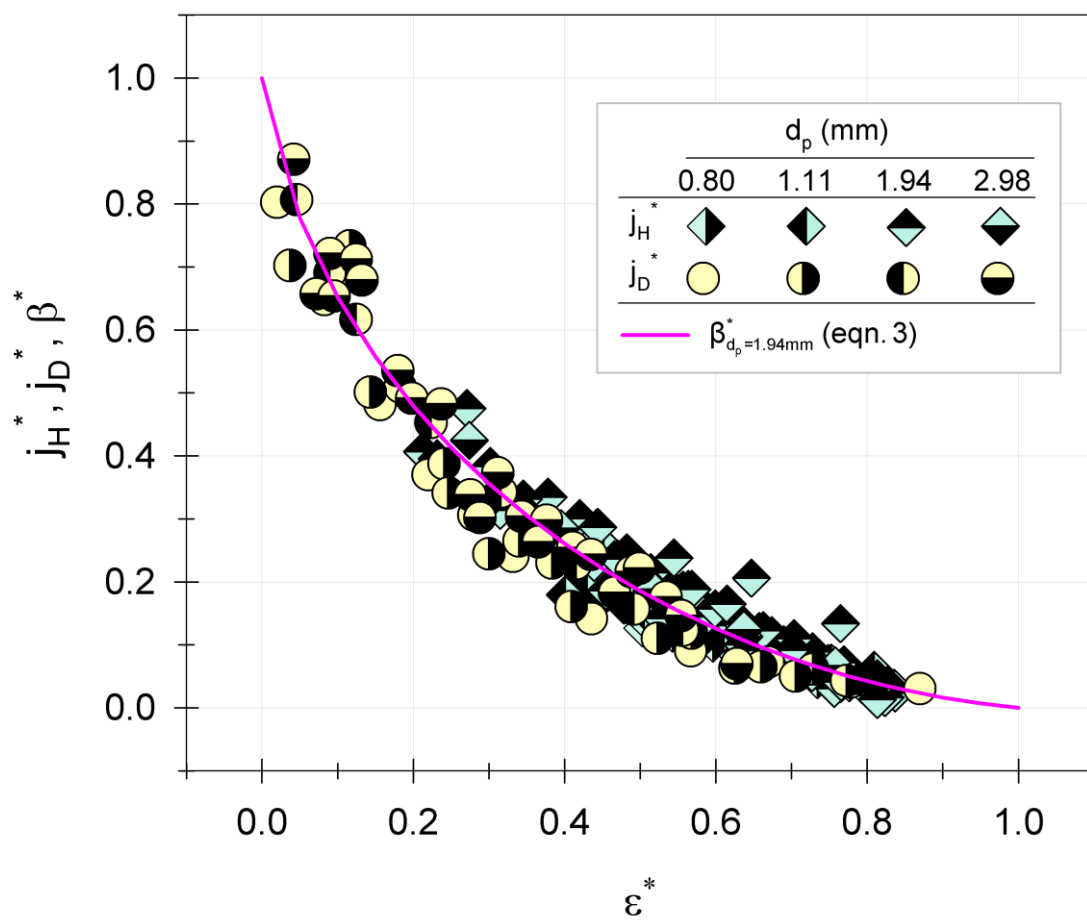 j_H^*, j_D^*, β^*
1.0
0.8
0.6
0.4
0.2
0.0
d_p (mm)
0.80 1.11 1.94 2.98
j_H^*
j_D^*
β^*_{d_p=1.94mm} (eqn. 3)
0.0 0.2 0.4 0.6 0.8 1.0
ε^*